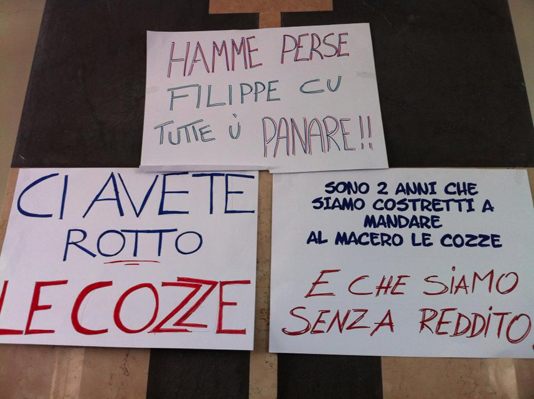 HAMME PERSE
FILIPPE CU
TUTTE Ù PANARE!!
CI AVETE
ROTTO
LE COZZE
SONO 2 ANNI CHE
SIAMO COSTRETTI A
MANDARE
AL MACERO LE COZZE
E CHE SIAMO
SENZA REDDITO.